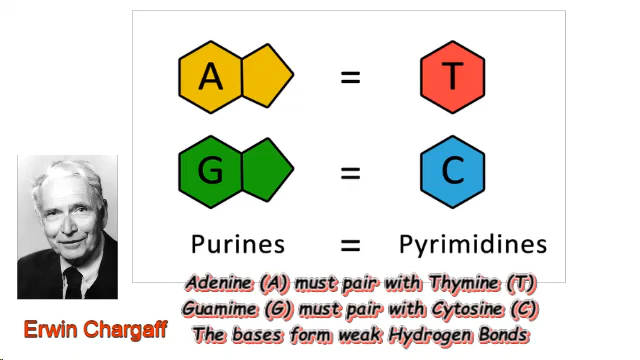 A = T
G = C
Purines = Pyrimidines
Adenine (A) must pair with Thymine (T)
Guamime (G) must pair with Cytosine (C)
The bases form weak Hydrogen Bonds
Erwin Chargaff